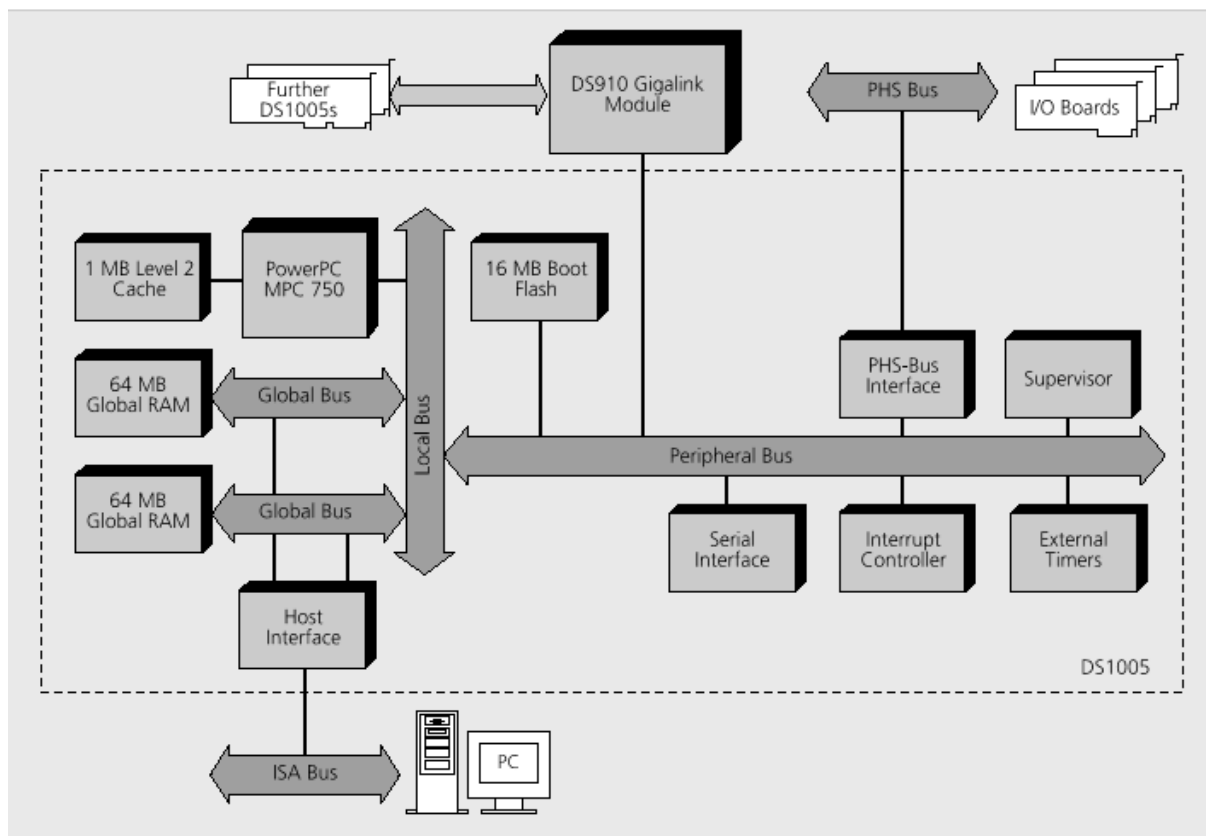 Further
DS1005s
DS910 Gigalink
Module
PHS Bus
I/O Boards
1 MB Level 2
Cache
PowerPC
MPC 750
16 MB Boot
Flash
64 MB
Global RAM
Global Bus
Local Bus
PHS-Bus
Interface
Supervisor
Peripheral Bus
64 MB
Global RAM
Global Bus
Serial
Interface
Interrupt
Controller
External
Timers
Host
Interface
DS1005
ISA Bus
PC